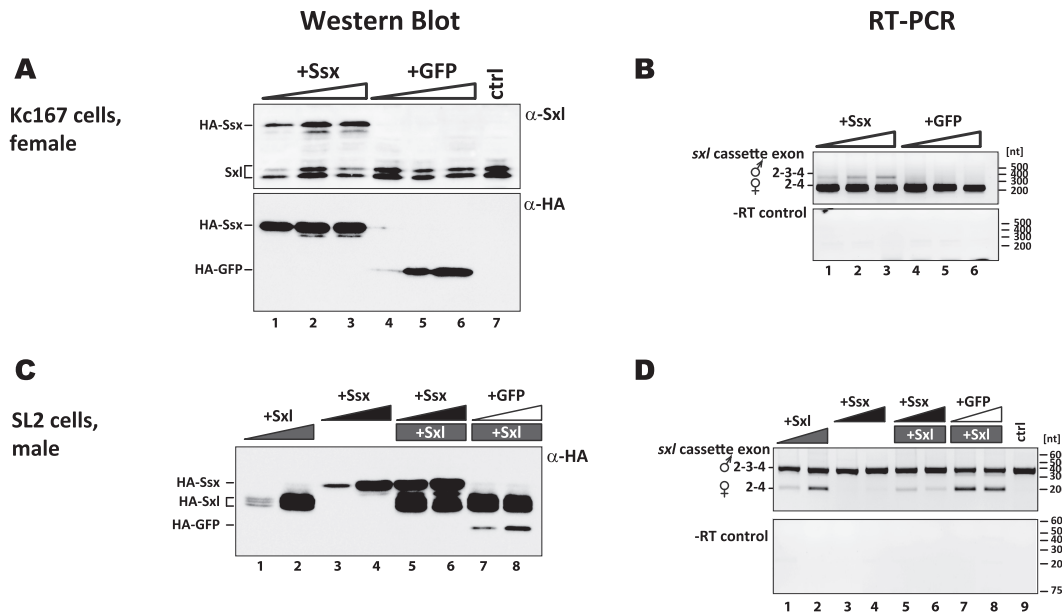 Western Blot
RT-PCR
A
Kc167 cells,
female
+Ssx +GFP ctrl
α-Sxl
HA-Ssx
Sxl
α-HA
HA-Ssx
HA-GFP
1 2 3 4 5 6 7
B
+Ssx +GFP
[nt]
sxl cassette exon
♂ 2-3-4
♀ 2-4
500
400
300
200
-RT control
500
400
300
200
1 2 3 4 5 6
C
SL2 cells,
male
+Sxl +Ssx +Ssx +GFP
+Sxl +Sxl
α-HA
HA-Ssx
HA-Sxl
HA-GFP
1 2 3 4 5 6 7 8
D
+Sxl +Ssx +Ssx +GFP ctrl
+Sxl +Sxl
[nt]
sxl cassette exon
♂ 2-3-4
♀ 2-4
60
50
40
30
20
-RT control
60
50
40
30
20
75
1 2 3 4 5 6 7 8 9